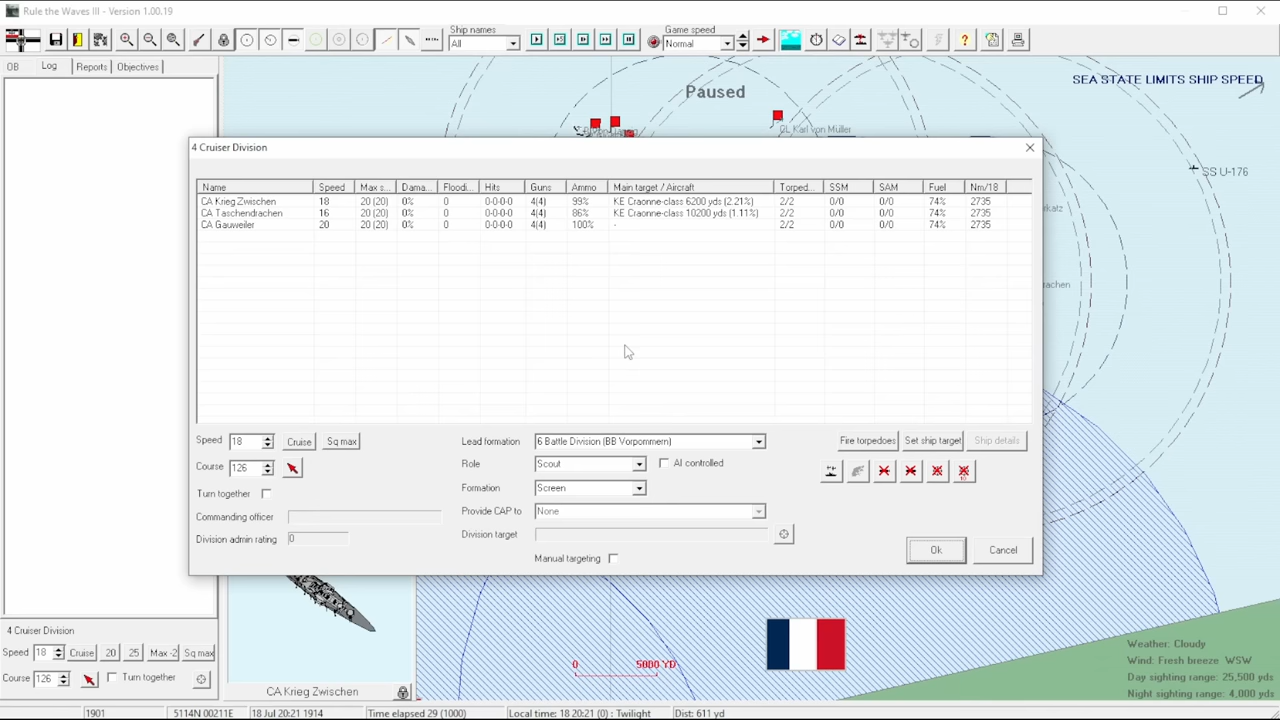 Rule the Waves III - Version 1.00.19
Ship names
All
Game speed
Normal
OB Log Reports Objectives
Paused
SEA STATE LIMITS SHIP SPEED
CL Karl von Müller
SS U-176
4 Cruiser Division
Name Speed Max s... Dama... Floodi... Hits Guns Ammo Main target / Aircraft Torped... SSM SAM Fuel Nm/18
CA Krieg Zwischen 18 20 (20) 0% 0 0-0-0-0 4(4) 99% KE Craonne-class 6200 yds (2.21%) 2/2 0/0 0/0 74% 2735
CA Taschendrachen 16 20 (20) 0% 0 0-0-0-0 4(4) 86% KE Craonne-class 10200 yds (1.11%) 2/2 0/0 0/0 74% 2735
CA Gauweiler 20 20 (20) 0% 0 0-0-0-0 4(4) 100% - 2/2 0/0 0/0 74% 2735
katz
rachen
Speed 18 Cruise Sq max
Course 126
Turn together
Commanding officer
Division admin rating 0
Lead formation 6 Battle Division (BB Vorpommern)
Role Scout AI controlled
Formation Screen
Provide CAP to None
Division target
Manual targeting
Fire torpedoes Set ship target Ship details
Ok Cancel
4 Cruiser Division
Speed 18 Cruise 20 25 Max -2 Sq max
Course 126 Turn together
CA Krieg Zwischen
0 5000 YD
Weather: Cloudy
Wind: Fresh breeze WSW
Day sighting range: 25,500 yds
Night sighting range: 4,000 yds
1901 5114N 00211E 18 Jul 20:21 1914 Time elapsed 29 (1000) Local time: 18 20:21 (0) : Twilight Dist: 611 yd